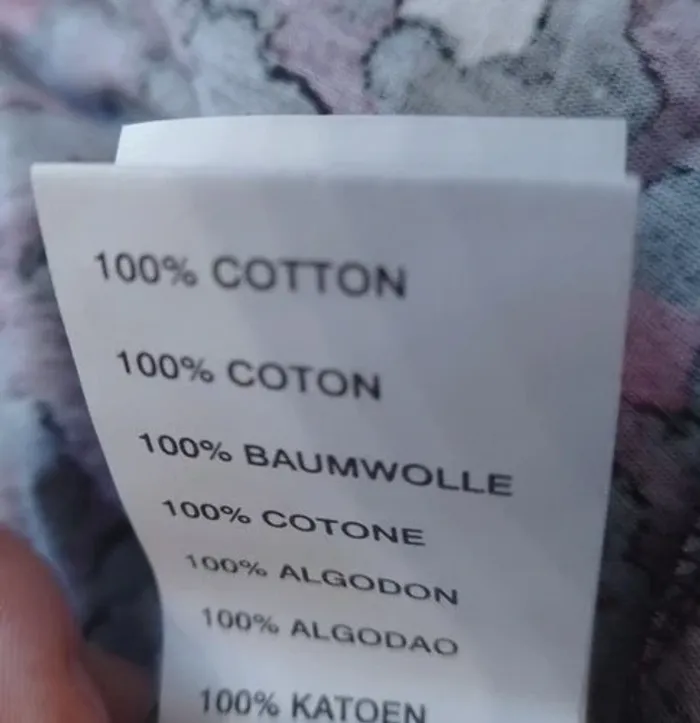 100% COTTON
100% COTON
100% BAUMWOLLE
100% COTONE
100% ALGODON
100% ALGODAO
100% KATOEN